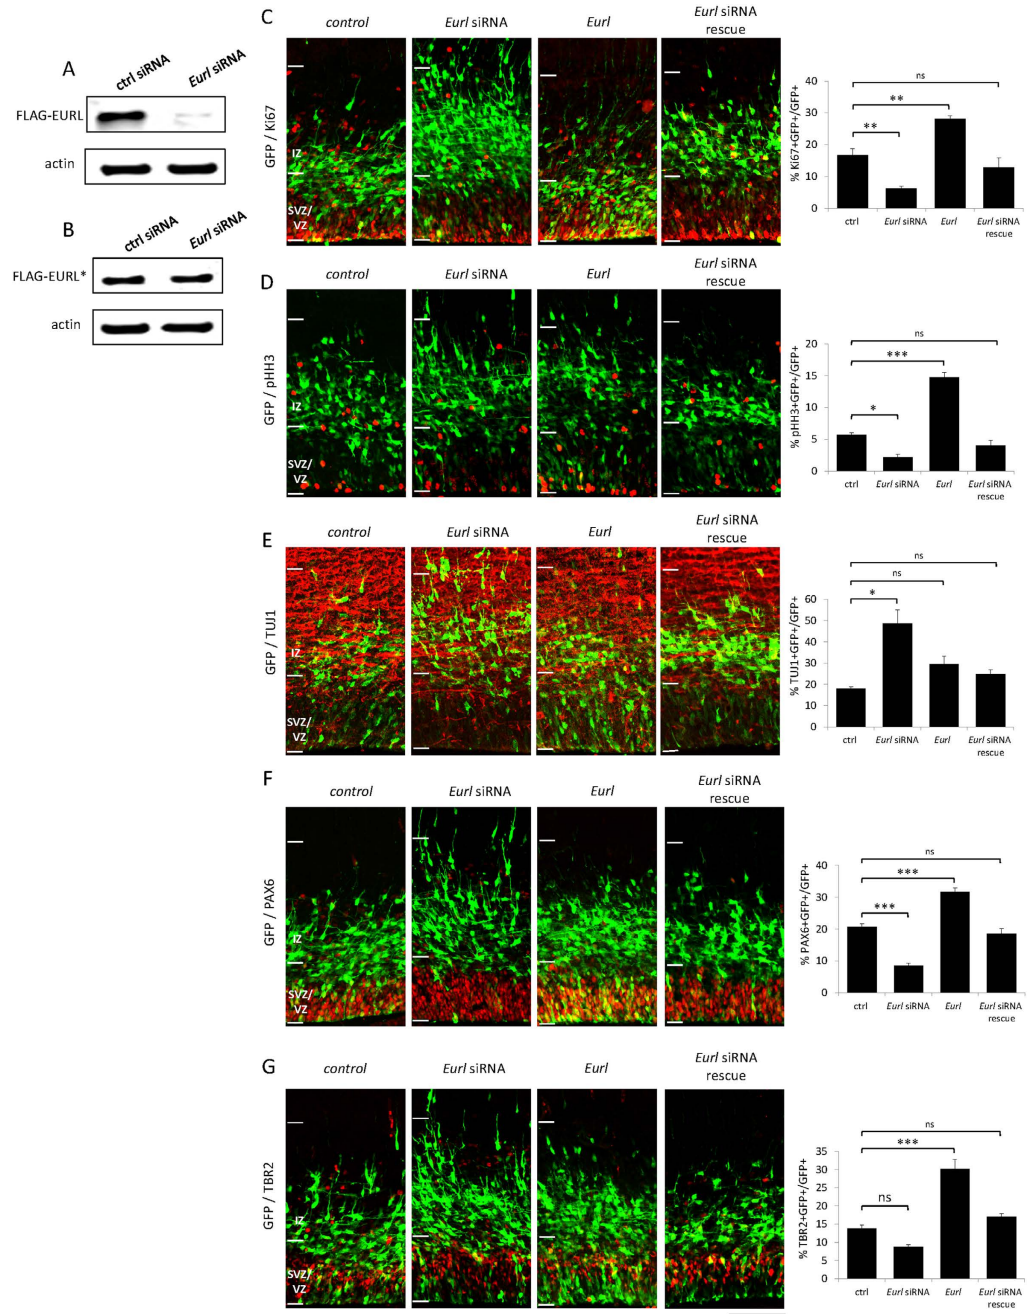 A
ctrl siRNA
Eurl siRNA
FLAG-EURL
actin
B
ctrl siRNA
Eurl siRNA
FLAG-EURL*
actin
C
control
Eurl siRNA
Eurl
Eurl siRNA
rescue
GFP / Ki67
IZ
SVZ/
VZ
% Ki67+GFP+/GFP+
40
30
20
10
0
ns
**
**
ctrl
Eurl siRNA
Eurl
Eurl siRNA
rescue
D
control
Eurl siRNA
Eurl
Eurl siRNA
rescue
GFP / pHH3
IZ
SVZ/
VZ
% pHH3+GFP+/GFP+
20
15
10
5
0
ns
***
*
ctrl
Eurl siRNA
Eurl
Eurl siRNA
rescue
E
control
Eurl siRNA
Eurl
Eurl siRNA
rescue
GFP / TUJ1
IZ
SVZ/
VZ
% TUJ1+GFP+/GFP+
60
50
40
30
20
10
0
ns
ns
*
ctrl
Eurl siRNA
Eurl
Eurl siRNA
rescue
F
control
Eurl siRNA
Eurl
Eurl siRNA
rescue
GFP / PAX6
IZ
SVZ/
VZ
% PAX6+GFP+/GFP+
40
30
20
10
0
ns
***
***
ctrl
Eurl siRNA
Eurl
Eurl siRNA
rescue
G
control
Eurl siRNA
Eurl
Eurl siRNA
rescue
GFP / TBR2
IZ
SVZ/
VZ
% TBR2+GFP+/GFP+
35
30
25
20
15
10
5
0
ns
***
ns
ctrl
Eurl siRNA
Eurl
Eurl siRNA
rescue